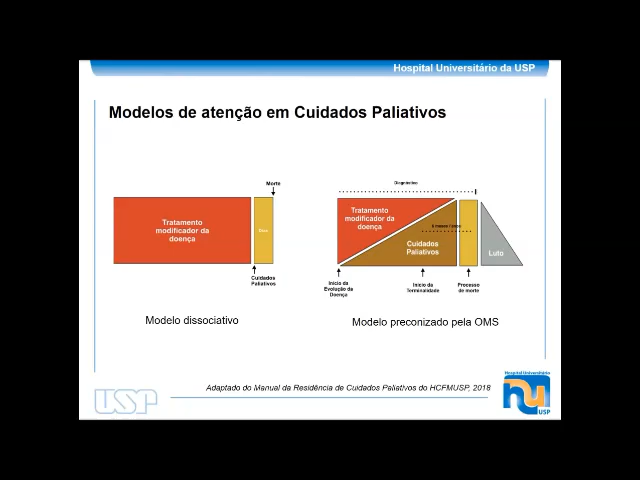 Hospital Universitário da USP
Modelos de atenção em Cuidados Paliativos
Morte
Tratamento
modificador da
doença
Cuidados
Paliativos
Modelo dissociativo
Diagnóstico
Tratamento
modificador da
doença
Cuidados
Paliativos
Luto
Início da
Evolução da
Doença
Início da
Terminalidade
Processo
de morte
Modelo preconizado pela OMS
Adaptado do Manual da Residência de Cuidados Paliativos do HCFMUSP, 2018
USP
Hospital Universitário
hu
USP